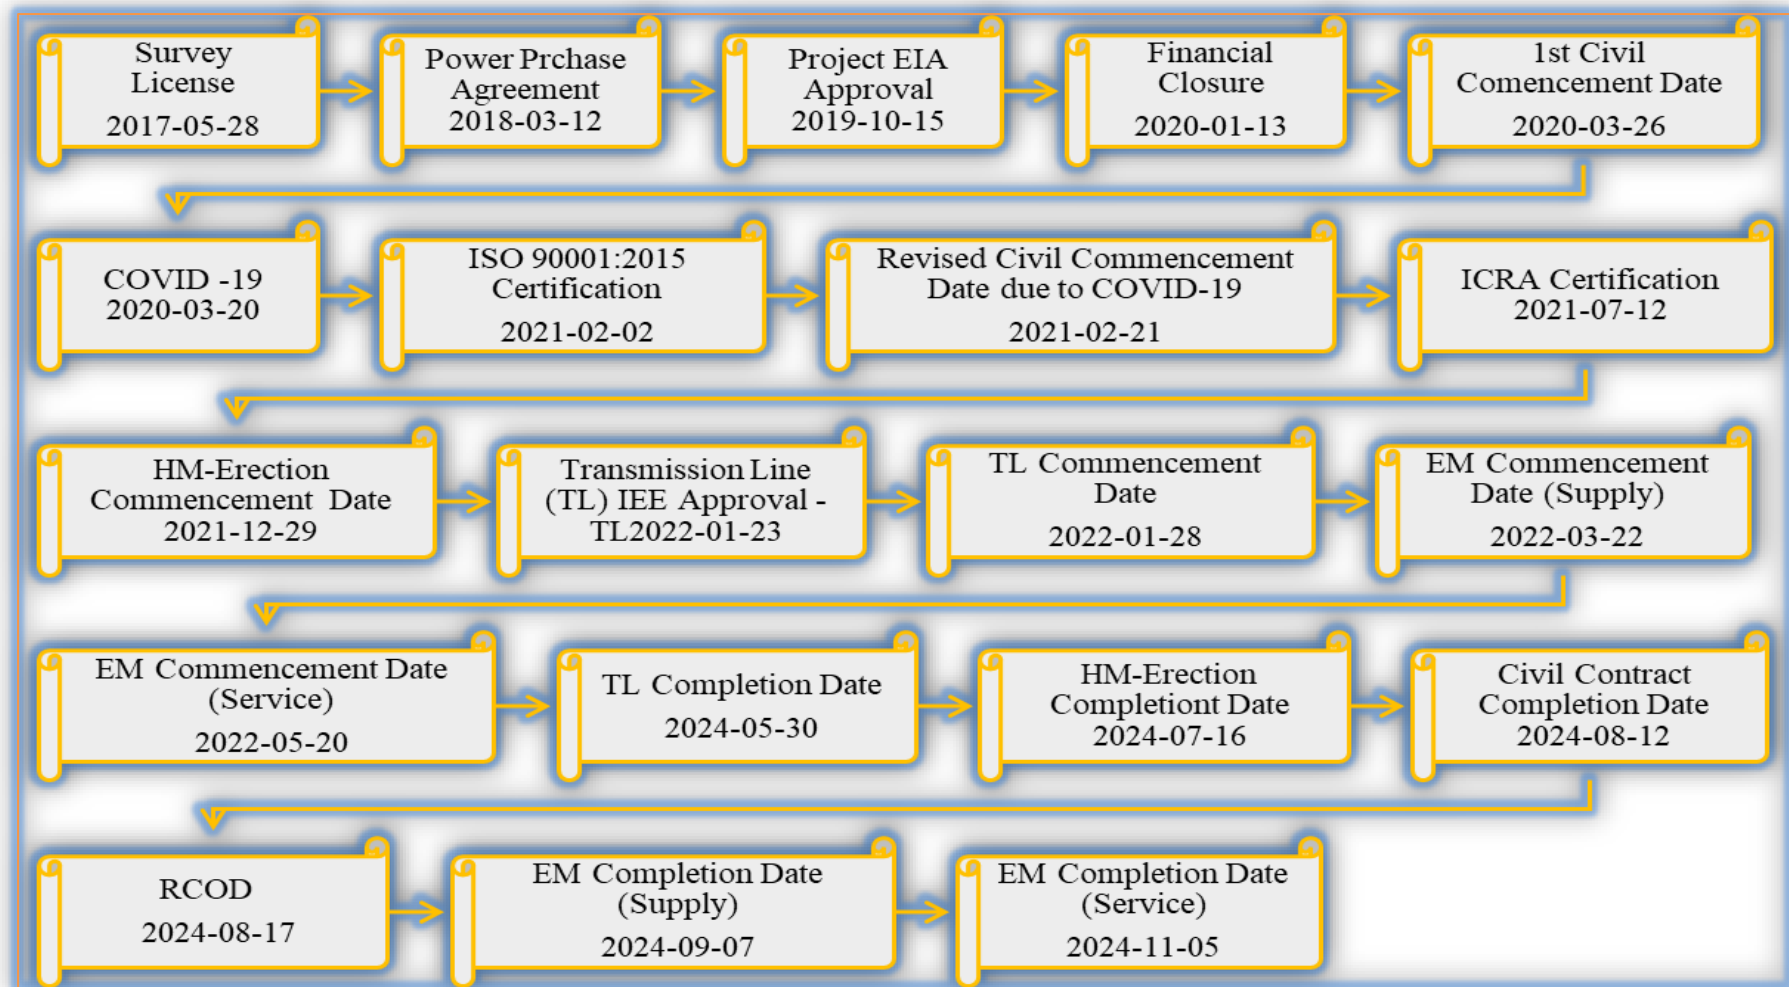 Survey
License
2017-05-28
Power Prchase
Agreement
2018-03-12
Project EIA
Approval
2019-10-15
Financial
Closure
2020-01-13
1st Civil
Comencement Date
2020-03-26
COVID -19
2020-03-20
ISO 90001:2015
Certification
2021-02-02
Revised Civil Commencement
Date due to COVID-19
2021-02-21
ICRA Certification
2021-07-12
HM-Erection
Commencement Date
2021-12-29
Transmission Line
(TL) IEE Approval -
TL2022-01-23
TL Commencement
Date
2022-01-28
EM Commencement
Date (Supply)
2022-03-22
EM Commencement Date
(Service)
2022-05-20
TL Completion Date
2024-05-30
HM-Erection
Completiont Date
2024-07-16
Civil Contract
Completion Date
2024-08-12
RCOD
2024-08-17
EM Completion Date
(Supply)
2024-09-07
EM Completion Date
(Service)
2024-11-05